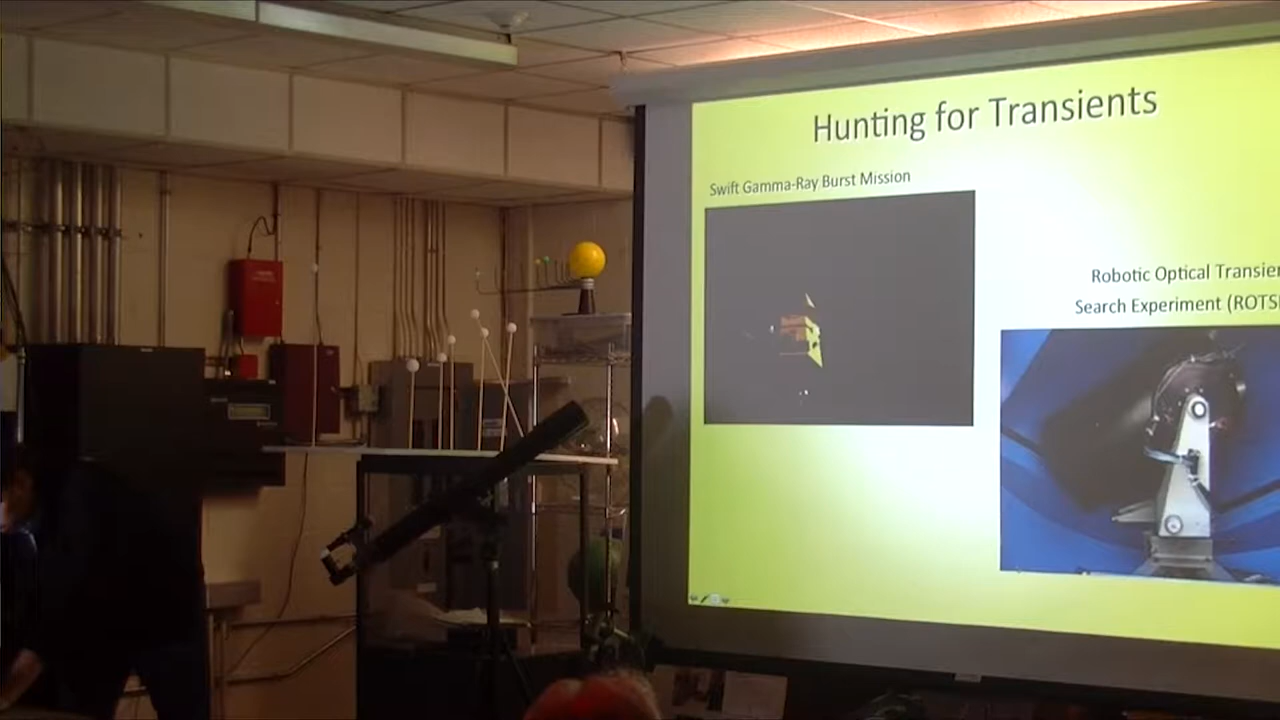 Hunting for Transients
Swift Gamma-Ray Burst Mission
Robotic Optical Transie
Search Experiment (ROTS